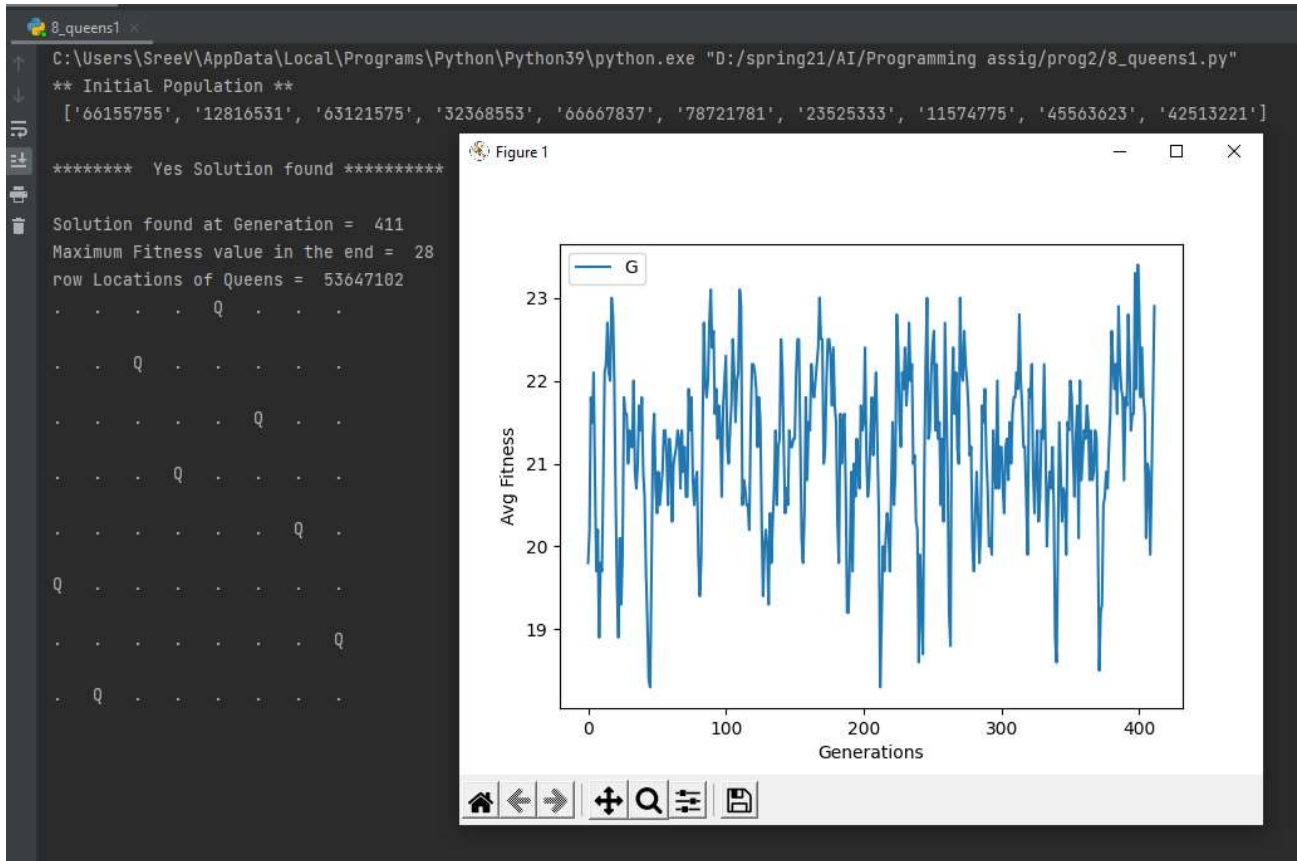 8_queens1
C:\Users\SreeV\AppData\Local\Programs\Python\Python39\python.exe "D:/spring21/AI/Programming assig/prog2/8_queens1.py"
** Initial Population **
['66155755', '12816531', '63121575', '32368553', '66667837', '78721781', '23525333', '11574775', '45563623', '42513221']
******** Yes Solution found **********
Solution found at Generation = 411
Maximum Fitness value in the end = 28
row Locations of Queens = 53647102
. . . . Q . . .
. . Q . . . . .
. . . . . Q . .
. . . Q . . . .
. . . . . . Q .
Q . . . . . . .
. . . . . . . Q
. Q . . . . . .
Figure 1
G
23
22
21
20
19
Avg Fitness
0 100 200 300 400
Generations